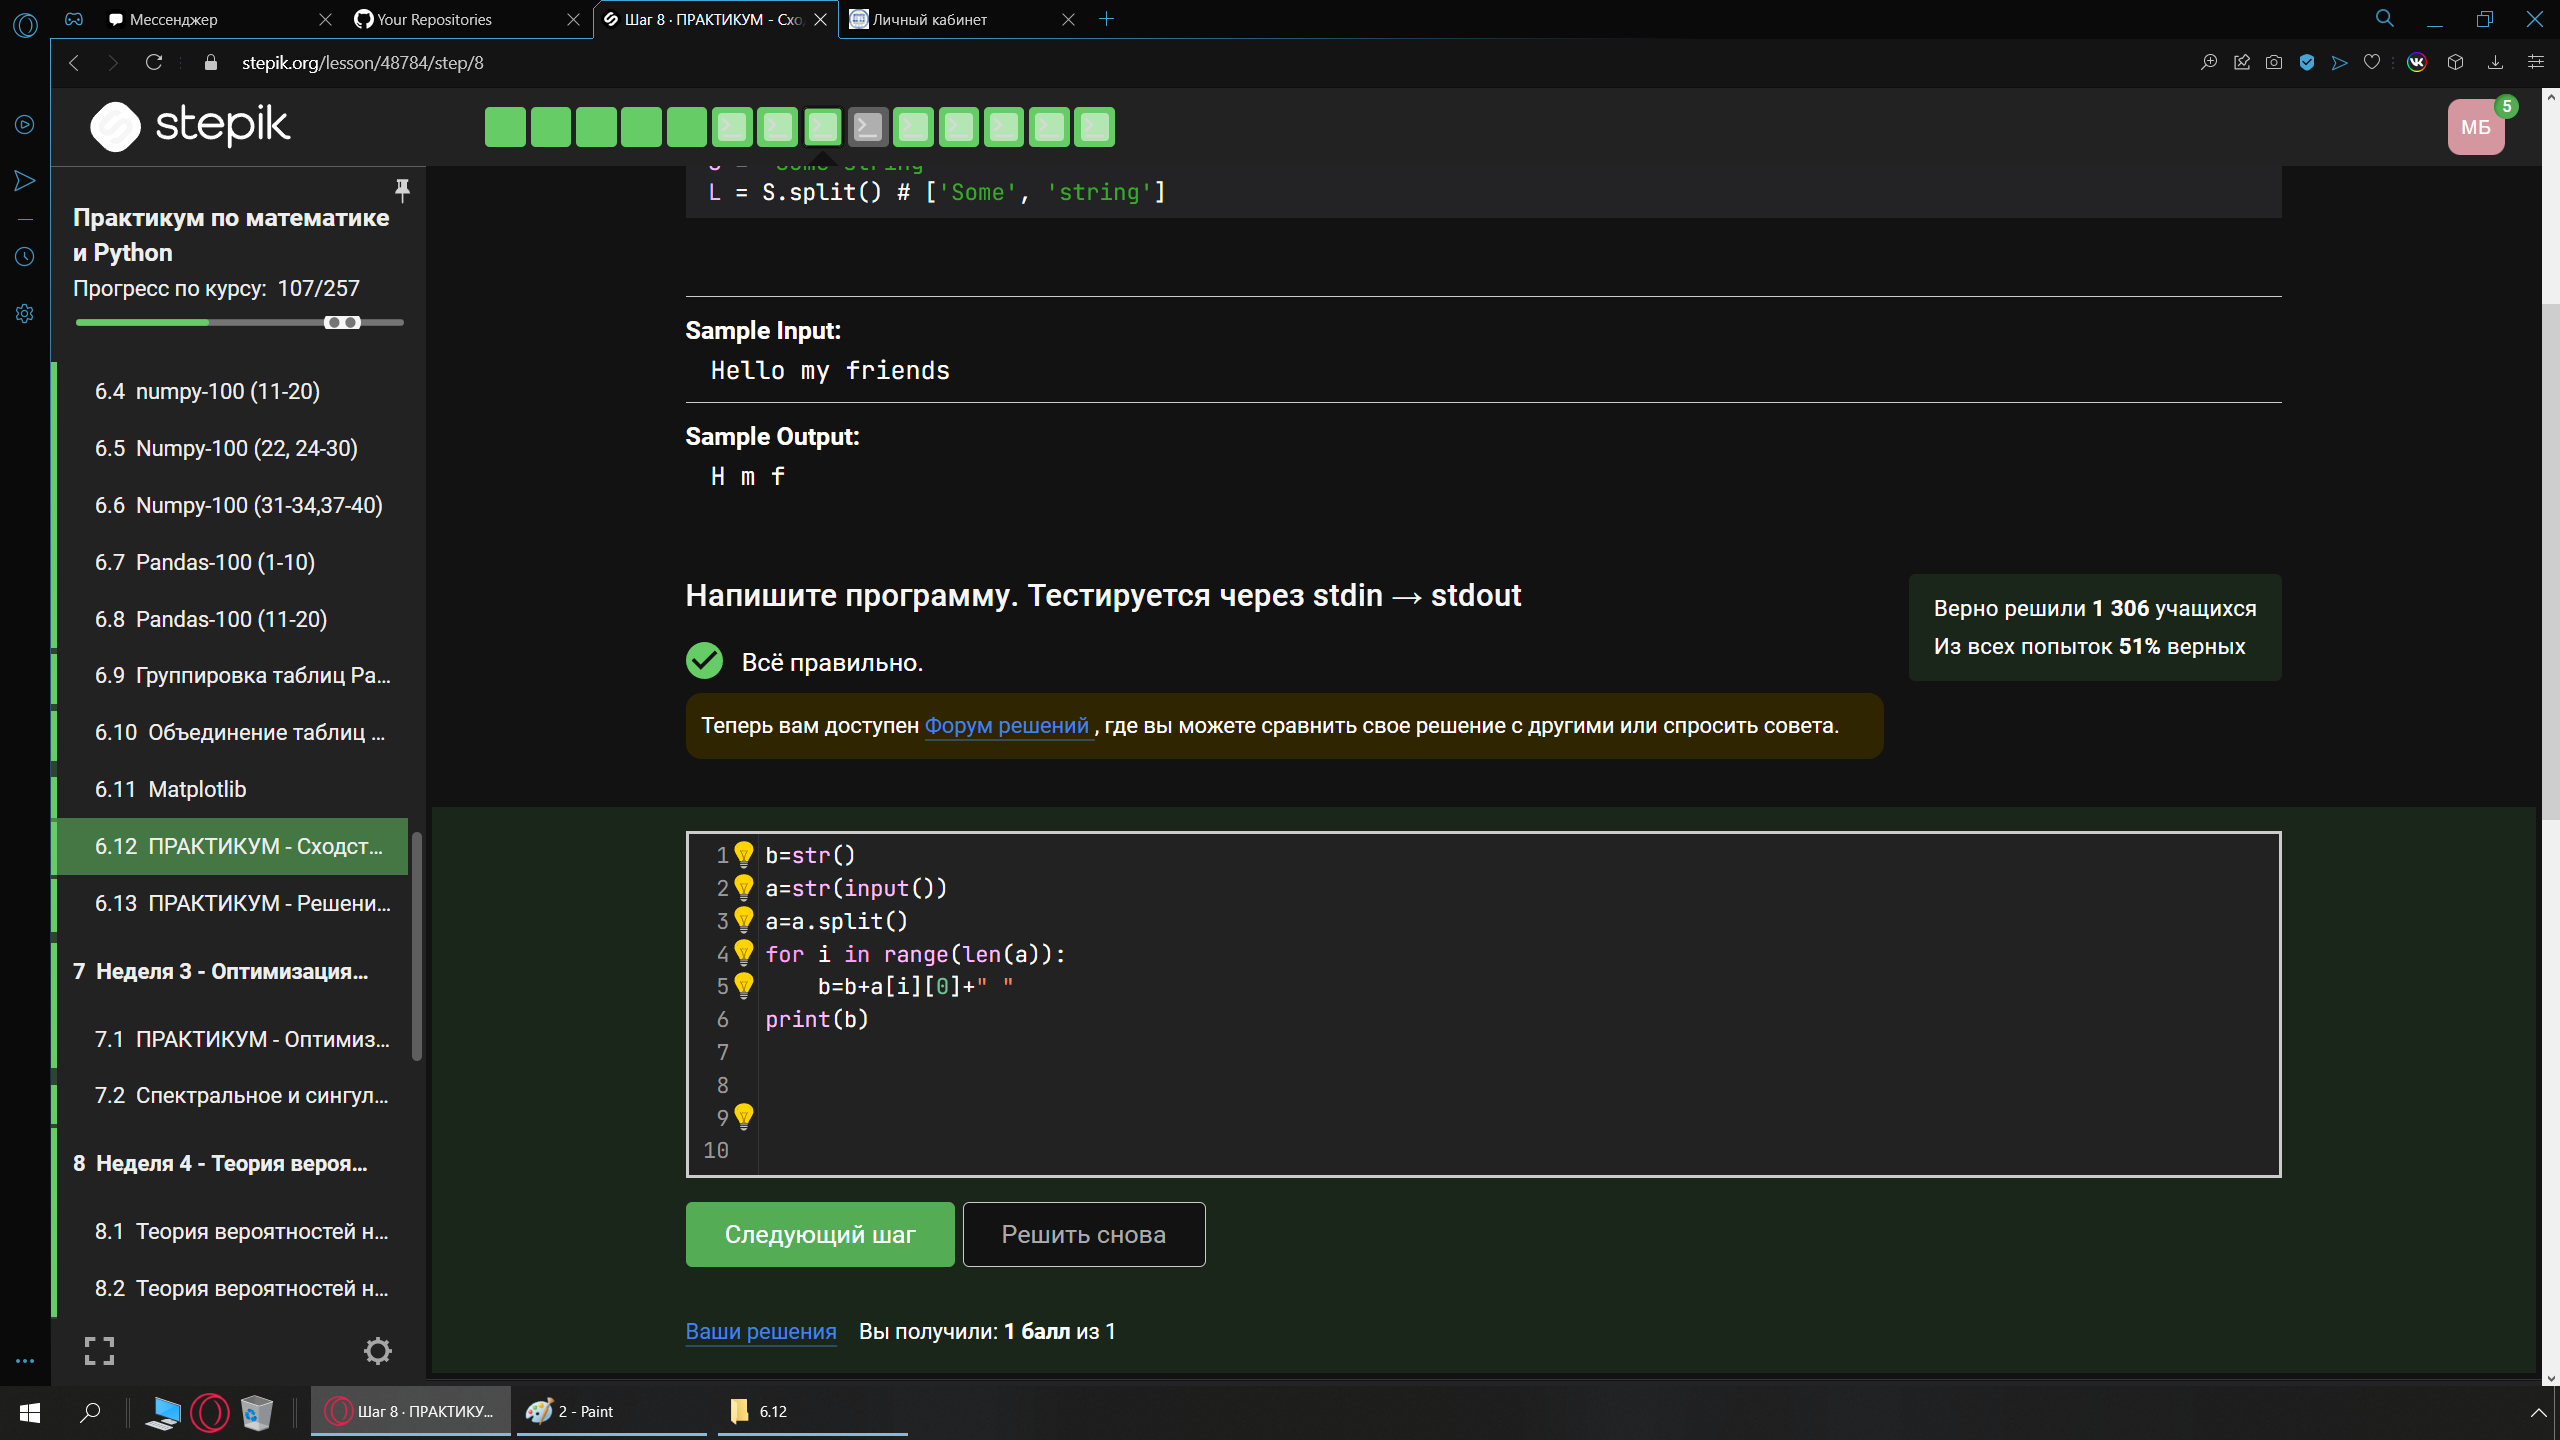 Мессенджер
Your Repositories
Шаг 8 · ПРАКТИКУМ - Схо
Личный кабинет
stepik.org/lesson/48784/step/8
stepik
МБ
5
Практикум по математике
и Python
Прогресс по курсу: 107/257
6.4 numpy-100 (11-20)
6.5 Numpy-100 (22, 24-30)
6.6 Numpy-100 (31-34,37-40)
6.7 Pandas-100 (1-10)
6.8 Pandas-100 (11-20)
6.9 Группировка таблиц Pa...
6.10 Объединение таблиц ...
6.11 Matplotlib
6.12 ПРАКТИКУМ - Сходст...
6.13 ПРАКТИКУМ - Решени...
7 Неделя 3 - Оптимизация...
7.1 ПРАКТИКУМ - Оптимиз...
7.2 Спектральное и сингул...
8 Неделя 4 - Теория вероя...
8.1 Теория вероятностей н...
8.2 Теория вероятностей н...
S = 'Some string'
L = S.split() # ['Some', 'string']
Sample Input:
Hello my friends
Sample Output:
H m f
Напишите программу. Тестируется через stdin → stdout
Верно решили 1 306 учащихся
Из всех попыток 51% верных
Всё правильно.
Теперь вам доступен Форум решений , где вы можете сравнить свое решение с другими или спросить совета.
1 b=str()
2 a=str(input())
3 a=a.split()
4 for i in range(len(a)):
5     b=b+a[i][0]+" "
6 print(b)
7
8
9
10
Следующий шаг
Решить снова
Ваши решения Вы получили: 1 балл из 1
Шаг 8 · ПРАКТИКУ...
2 - Paint
6.12